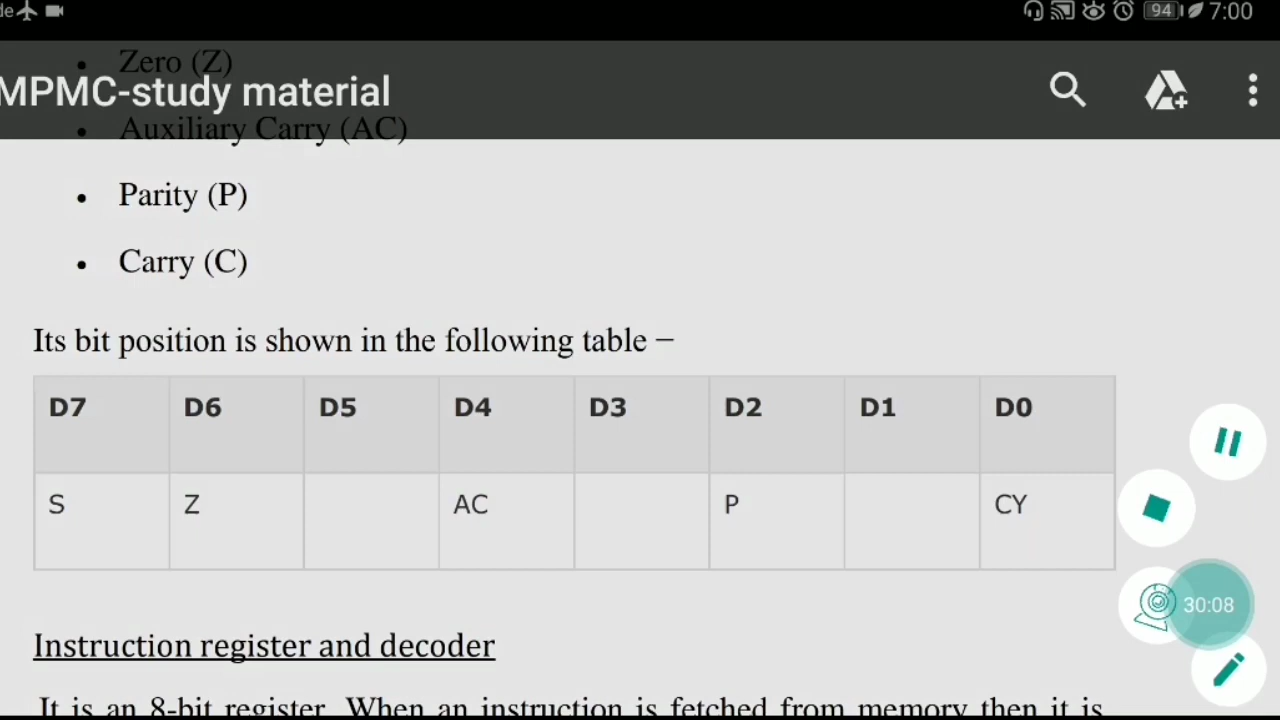 de 94 7:00
Zero (Z)
MPMC-study material
Auxiliary Carry (AC)
• Parity (P)
• Carry (C)
Its bit position is shown in the following table –
D7 D6 D5 D4 D3 D2 D1 D0
S Z AC P CY
30:08
Instruction register and decoder
It is an 8-bit register. When an instruction is fetched from memory then it is